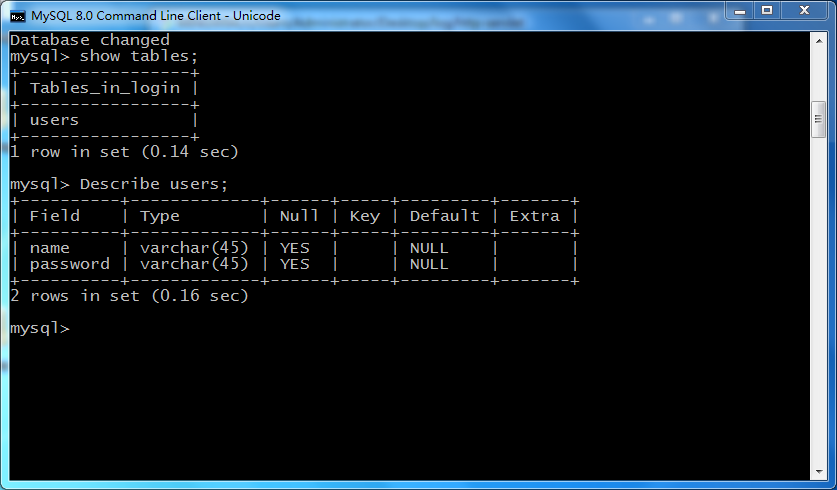 MySQL 8.0 Command Line Client - Unicode
Database changed
mysql> show tables;
+-----------------+
| Tables_in_login |
+-----------------+
| users           |
+-----------------+
1 row in set (0.14 sec)
mysql> Describe users;
+----------+-------------+------+-----+---------+-------+
| Field    | Type        | Null | Key | Default | Extra |
+----------+-------------+------+-----+---------+-------+
| name     | varchar(45) | YES  |     | NULL    |       |
| password | varchar(45) | YES  |     | NULL    |       |
+----------+-------------+------+-----+---------+-------+
2 rows in set (0.16 sec)
mysql>